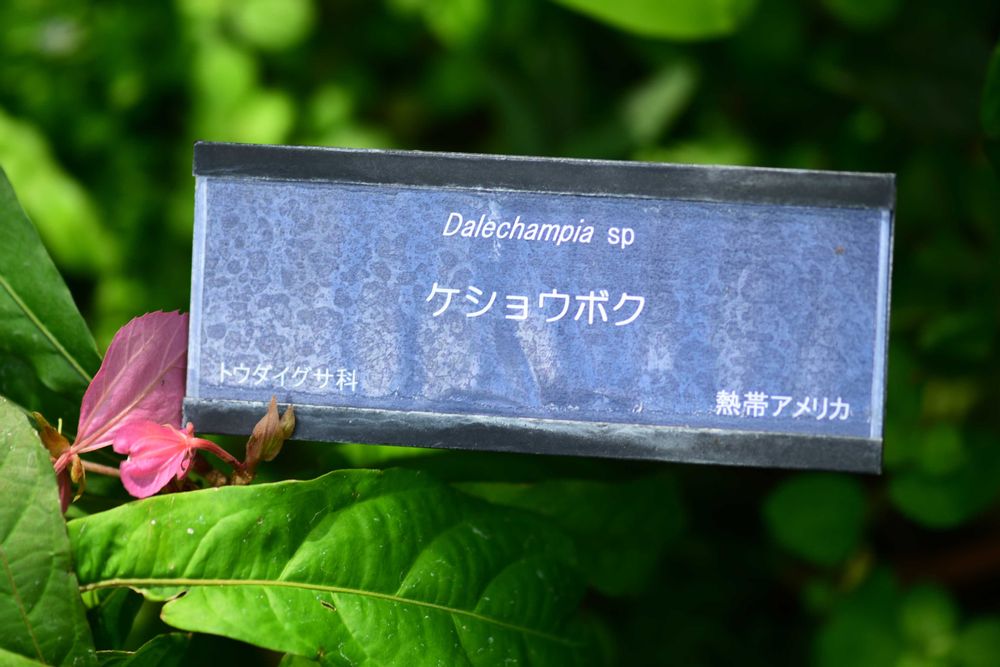 Dalechampia sp
ケショウボク
トウダイグサ科
熱帯アメリカ